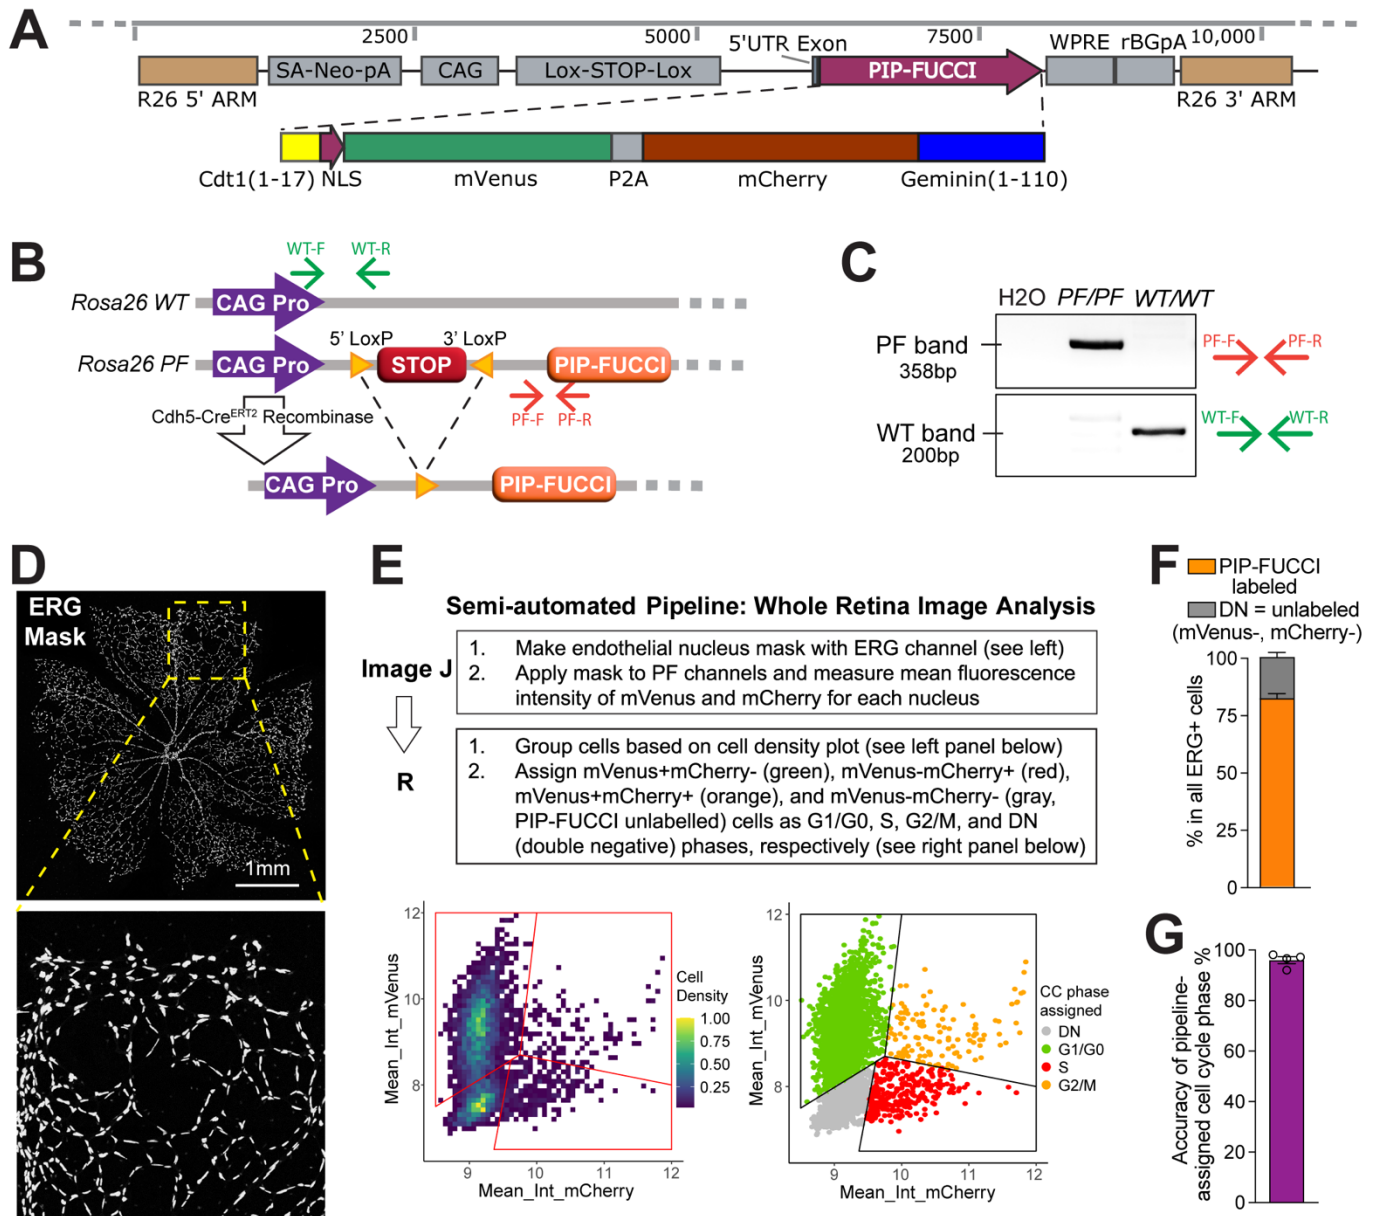 A
2500
5000
7500
10,000
5'UTR Exon
WPRE rBGpA
SA-Neo-pA
CAG
Lox-STOP-Lox
PIP-FUCCI
R26 5' ARM
R26 3' ARM
Cdt1(1-17) NLS
mVenus
P2A
mCherry
Geminin(1-110)
B
WT-F
WT-R
Rosa26 WT
CAG Pro
5' LoxP
3' LoxP
Rosa26 PF
CAG Pro
STOP
PIP-FUCCI
PF-F
PF-R
Cdh5-CreERT2 Recombinase
CAG Pro
PIP-FUCCI
C
H2O PF/PF WT/WT
PF band
358bp
PF-F
PF-R
WT band
200bp
WT-F
WT-R
D
ERG
Mask
1mm
E
Semi-automated Pipeline: Whole Retina Image Analysis
Image J
1. Make endothelial nucleus mask with ERG channel (see left)
2. Apply mask to PF channels and measure mean fluorescence
intensity of mVenus and mCherry for each nucleus
R
1. Group cells based on cell density plot (see left panel below)
2. Assign mVenus+mCherry- (green), mVenus-mCherry+ (red),
mVenus+mCherry+ (orange), and mVenus-mCherry- (gray,
PIP-FUCCI unlabelled) cells as G1/G0, S, G2/M, and DN
(double negative) phases, respectively (see right panel below)
Mean_Int_mVenus
12
10
8
9
10
11
12
Mean_Int_mCherry
Cell
Density
1.00
0.75
0.50
0.25
Mean_Int_mVenus
12
10
8
9
10
11
12
Mean_Int_mCherry
CC phase
assigned
DN
G1/G0
S
G2/M
F
PIP-FUCCI
labeled
DN = unlabeled
(mVenus-, mCherry-)
% in all ERG+ cells
100
75
50
25
0
G
Accuracy of pipeline-
assigned cell cycle phase %
100
80
60
40
20
0